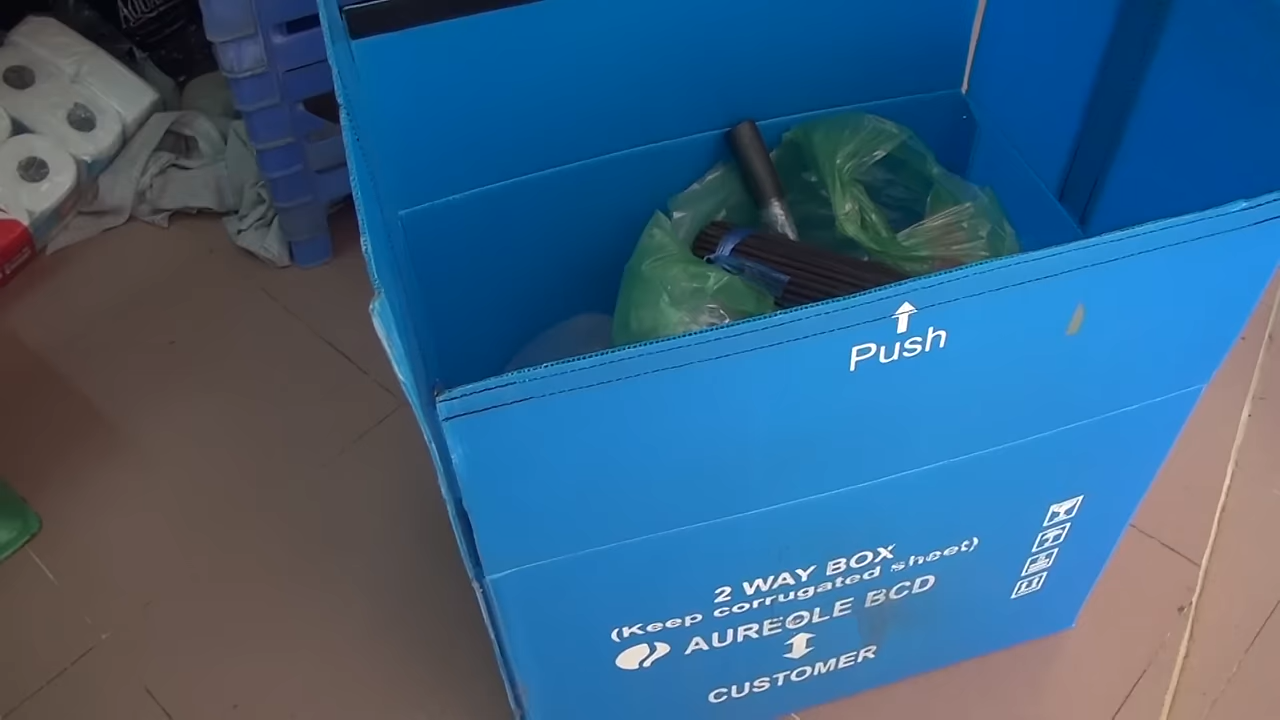 Push
2 WAY BOX
(Keep corrugated sheet)
AUREOLE BCD
CUSTOMER